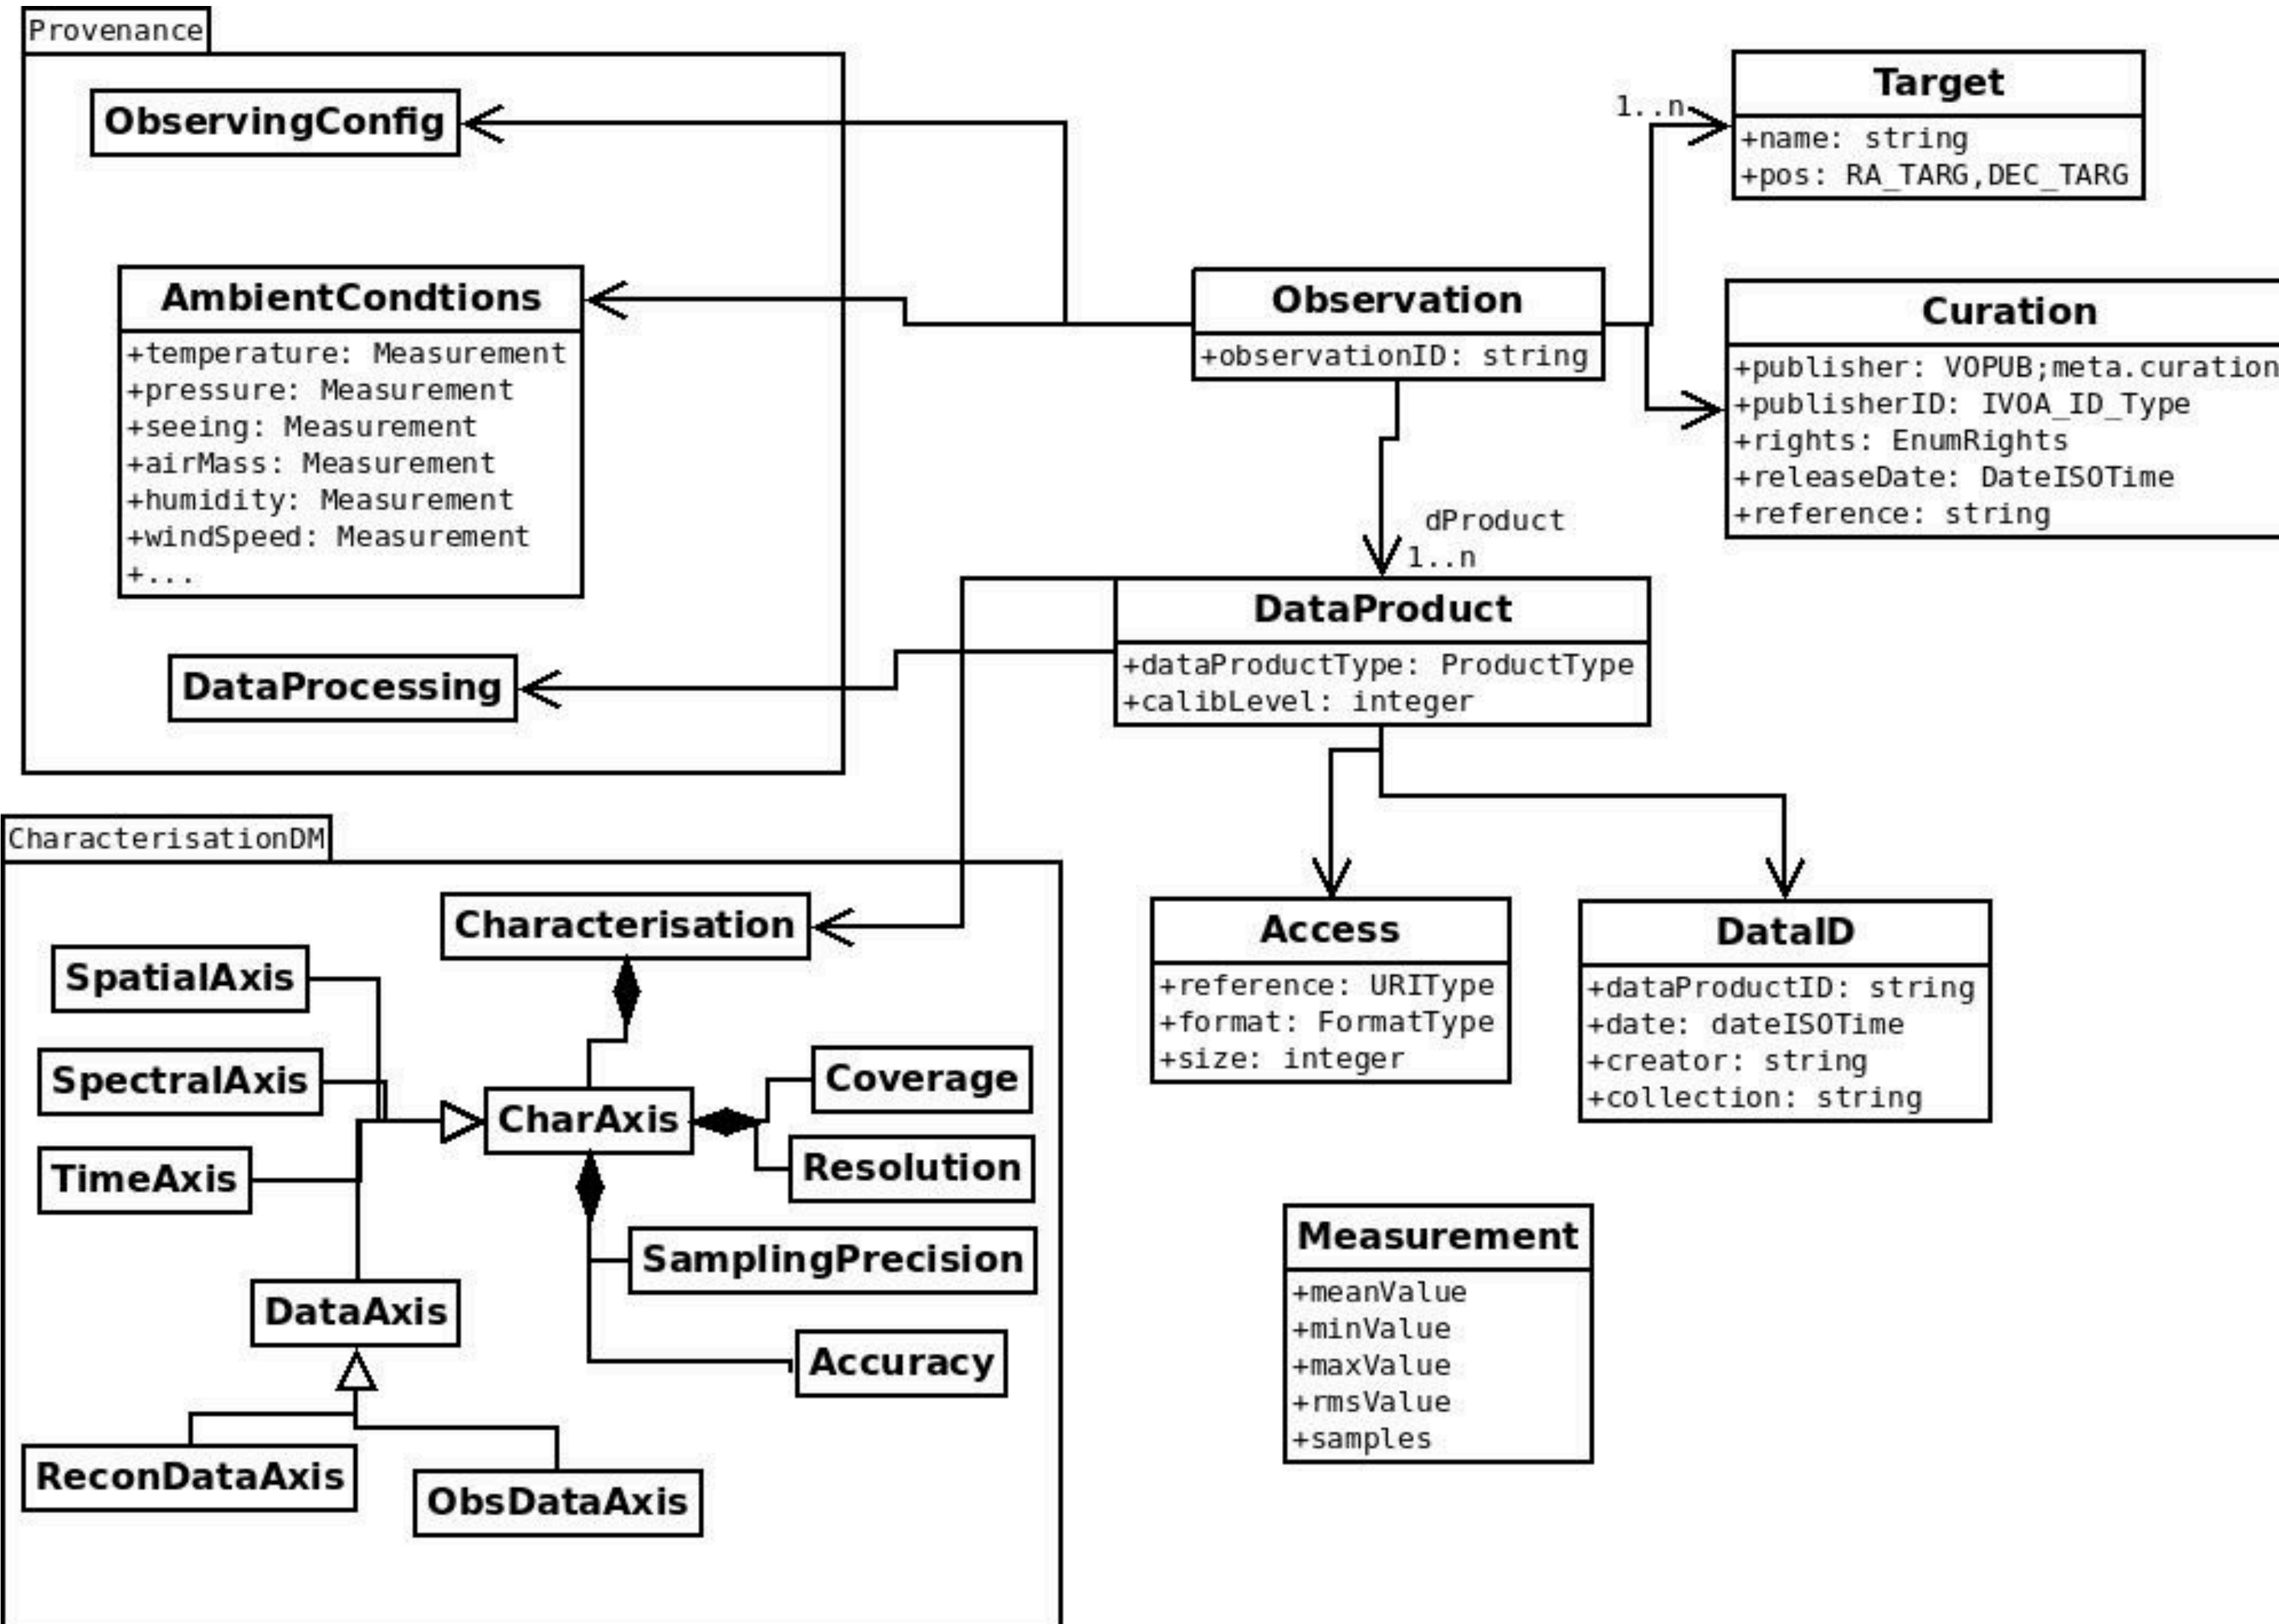 Provenance
ObservingConfig
AmbientCondtions
+temperature: Measurement
+pressure: Measurement
+seeing: Measurement
+airMass: Measurement
+humidity: Measurement
+windSpeed: Measurement
+...
DataProcessing
Observation
+observationID: string
1..n
Target
+name: string
+pos: RA_TARG,DEC_TARG
Curation
+publisher: VOPUB;meta.curation
+publisherID: IVOA_ID_Type
+rights: EnumRights
+releaseDate: DateISOTime
+reference: string
dProduct
1..n
DataProduct
+dataProductType: ProductType
+calibLevel: integer
Access
+reference: URIType
+format: FormatType
+size: integer
DataID
+dataProductID: string
+date: dateISOTime
+creator: string
+collection: string
CharacterisationDM
Characterisation
SpatialAxis
SpectralAxis
TimeAxis
CharAxis
Coverage
Resolution
SamplingPrecision
Accuracy
DataAxis
ReconDataAxis
ObsDataAxis
Measurement
+meanValue
+minValue
+maxValue
+rmsValue
+samples